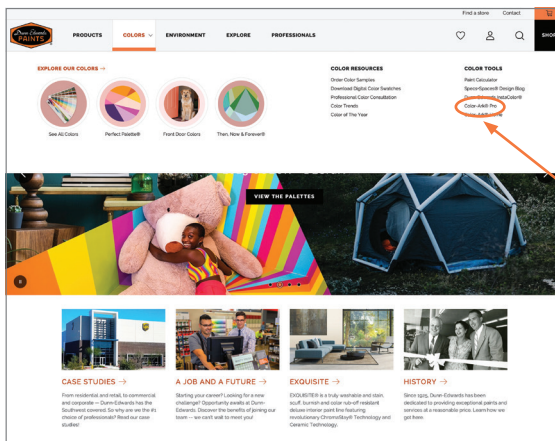 Find a store Contact
Dunn-Edwards
PAINTS
PRODUCTS COLORS ENVIRONMENT EXPLORE PROFESSIONALS
SHOP
EXPLORE OUR COLORS →
See All Colors
Perfect Palette®
Front Door Colors
Then, Now & Forever®
COLOR RESOURCES
Order Color Samples
Download Digital Color Swatches
Professional Color Consultation
Color Trends
Color of The Year
COLOR TOOLS
Paint Calculator
Specs+Spaces® Design Blog
Dunn-Edwards InstaColor®
Color-Ark® Pro
VIEW THE PALETTES
CASE STUDIES →
From residential and retail, to commercial
and corporate — Dunn-Edwards has the
Southwest covered. So why are we the it's
choice of professionals? Read our case
studies!
A JOB AND A FUTURE →
Starting your career? Looking for a new
challenge? Opportunity awaits at Dunn-
Edwards. Discover the benefits of joining our
team — we can't wait to meet you!
EXQUISITE →
EXQUISITE® is a truly washable and stain,
scuff, burnish and color rub-off resistant
deluxe interior paint line featuring
revolutionary ChromaStay® Technology and
Ceramic Technology.
HISTORY →
Since 1925, Dunn-Edwards has been
dedicated to providing exceptional paints and
services at a reasonable price. Learn how we
got here.